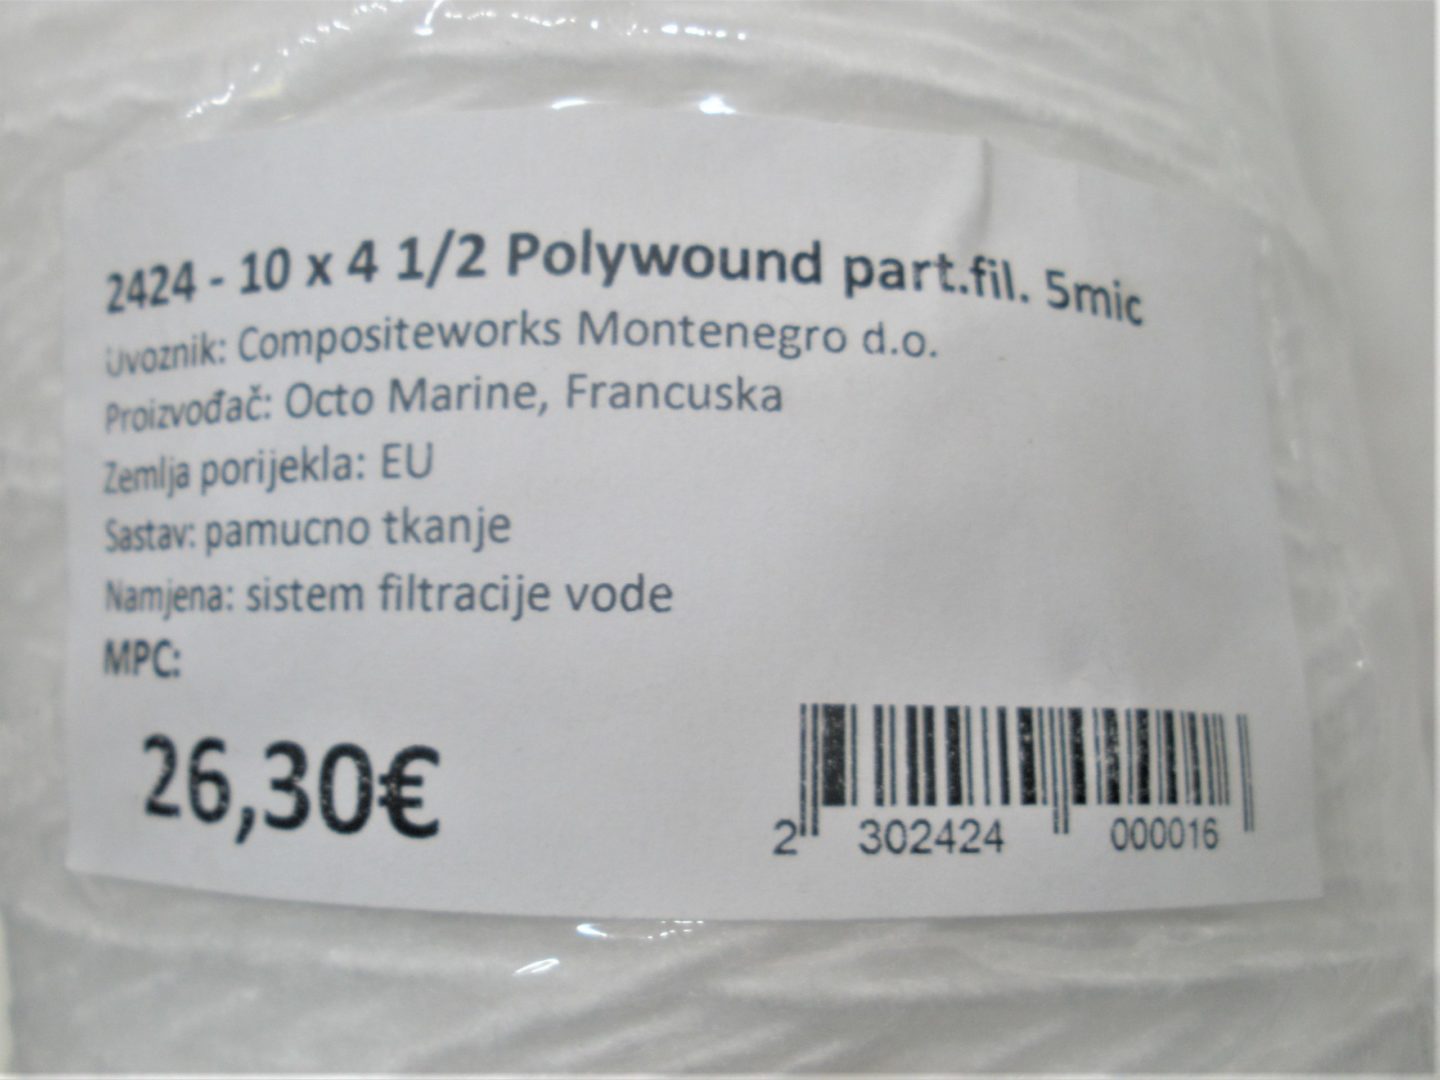 2424 - 10 x 4 1/2 Polywound part.fil. 5mic
Uvoznik: Compositeworks Montenegro d.o.
Proizvođač: Octo Marine, Francuska
Zemlja porijekla: EU
Sastav: pamucno tkanje
Namjena: sistem filtracije vode
MPC:
26,30€
2 302424 000016